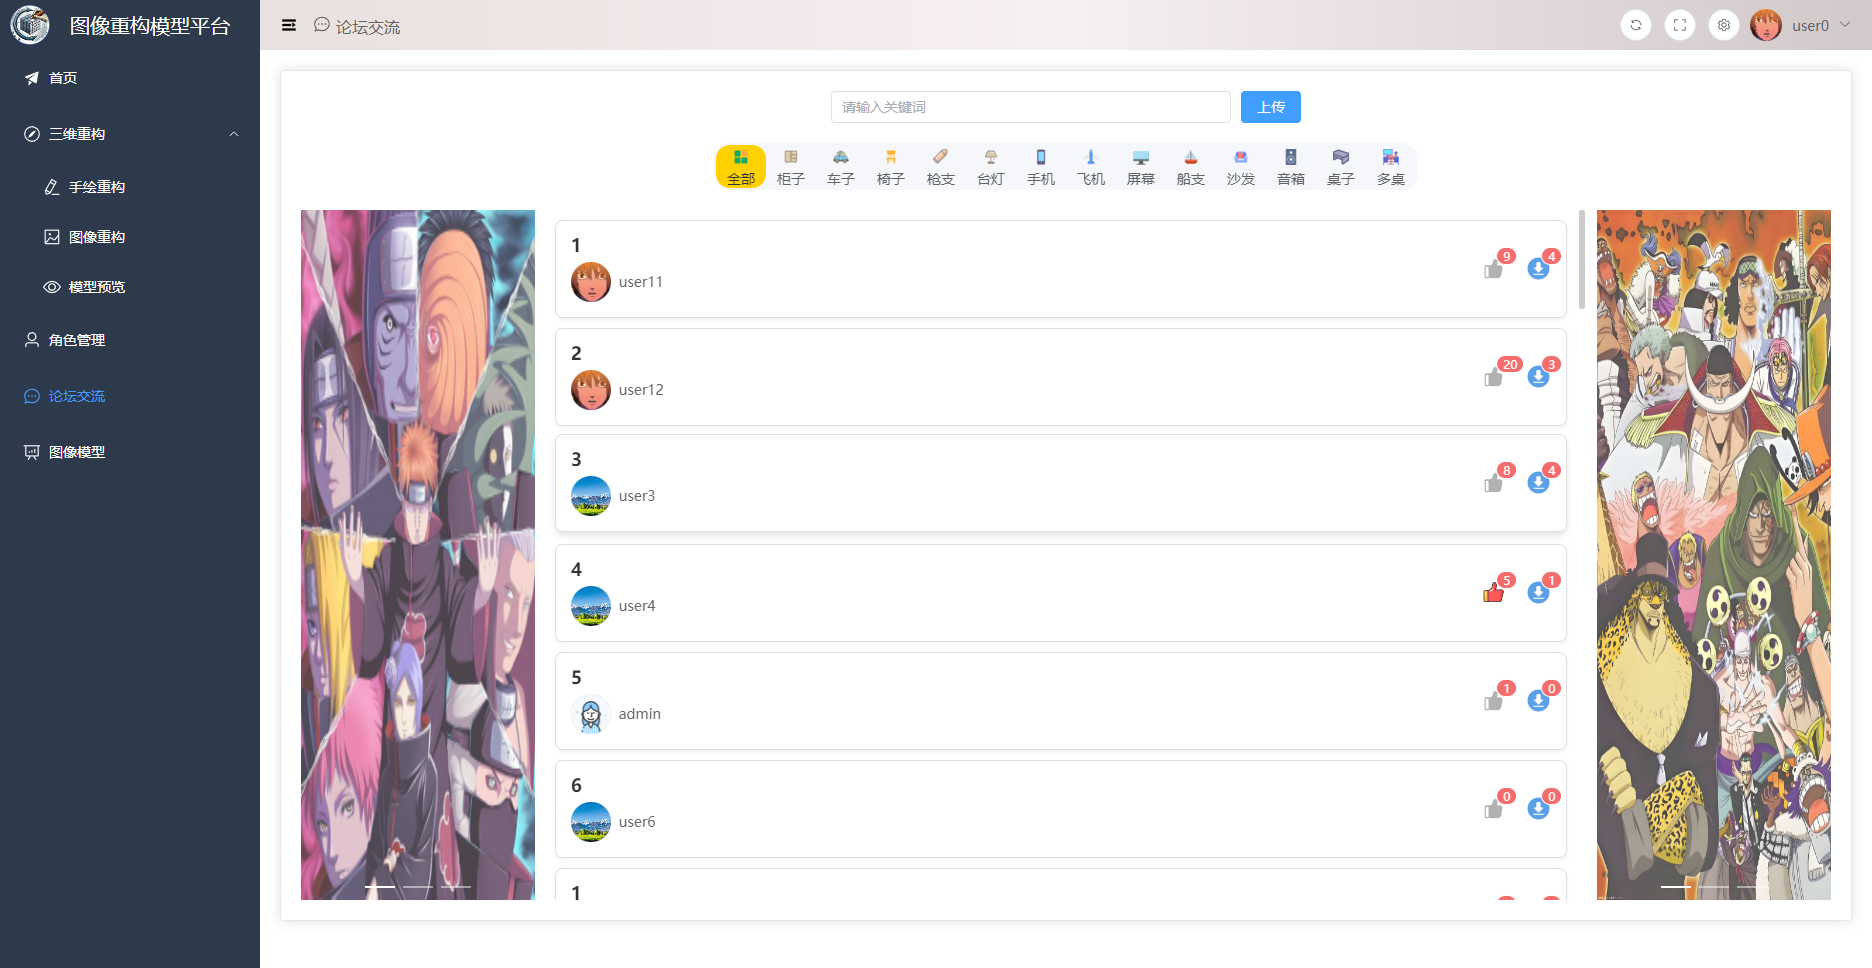 图像重构模型平台
首页
三维重构
手绘重构
图像重构
模型预览
角色管理
论坛交流
图像模型
论坛交流
user0
请输入关键词
上传
全部 柜子 车子 椅子 枪支 台灯 手机 飞机 屏幕 船支 沙发 音箱 桌子 多桌
1
user11
9 4
2
user12
20 3
3
user3
8 4
4
user4
5 1
5
admin
1 0
6
user6
0 0
1